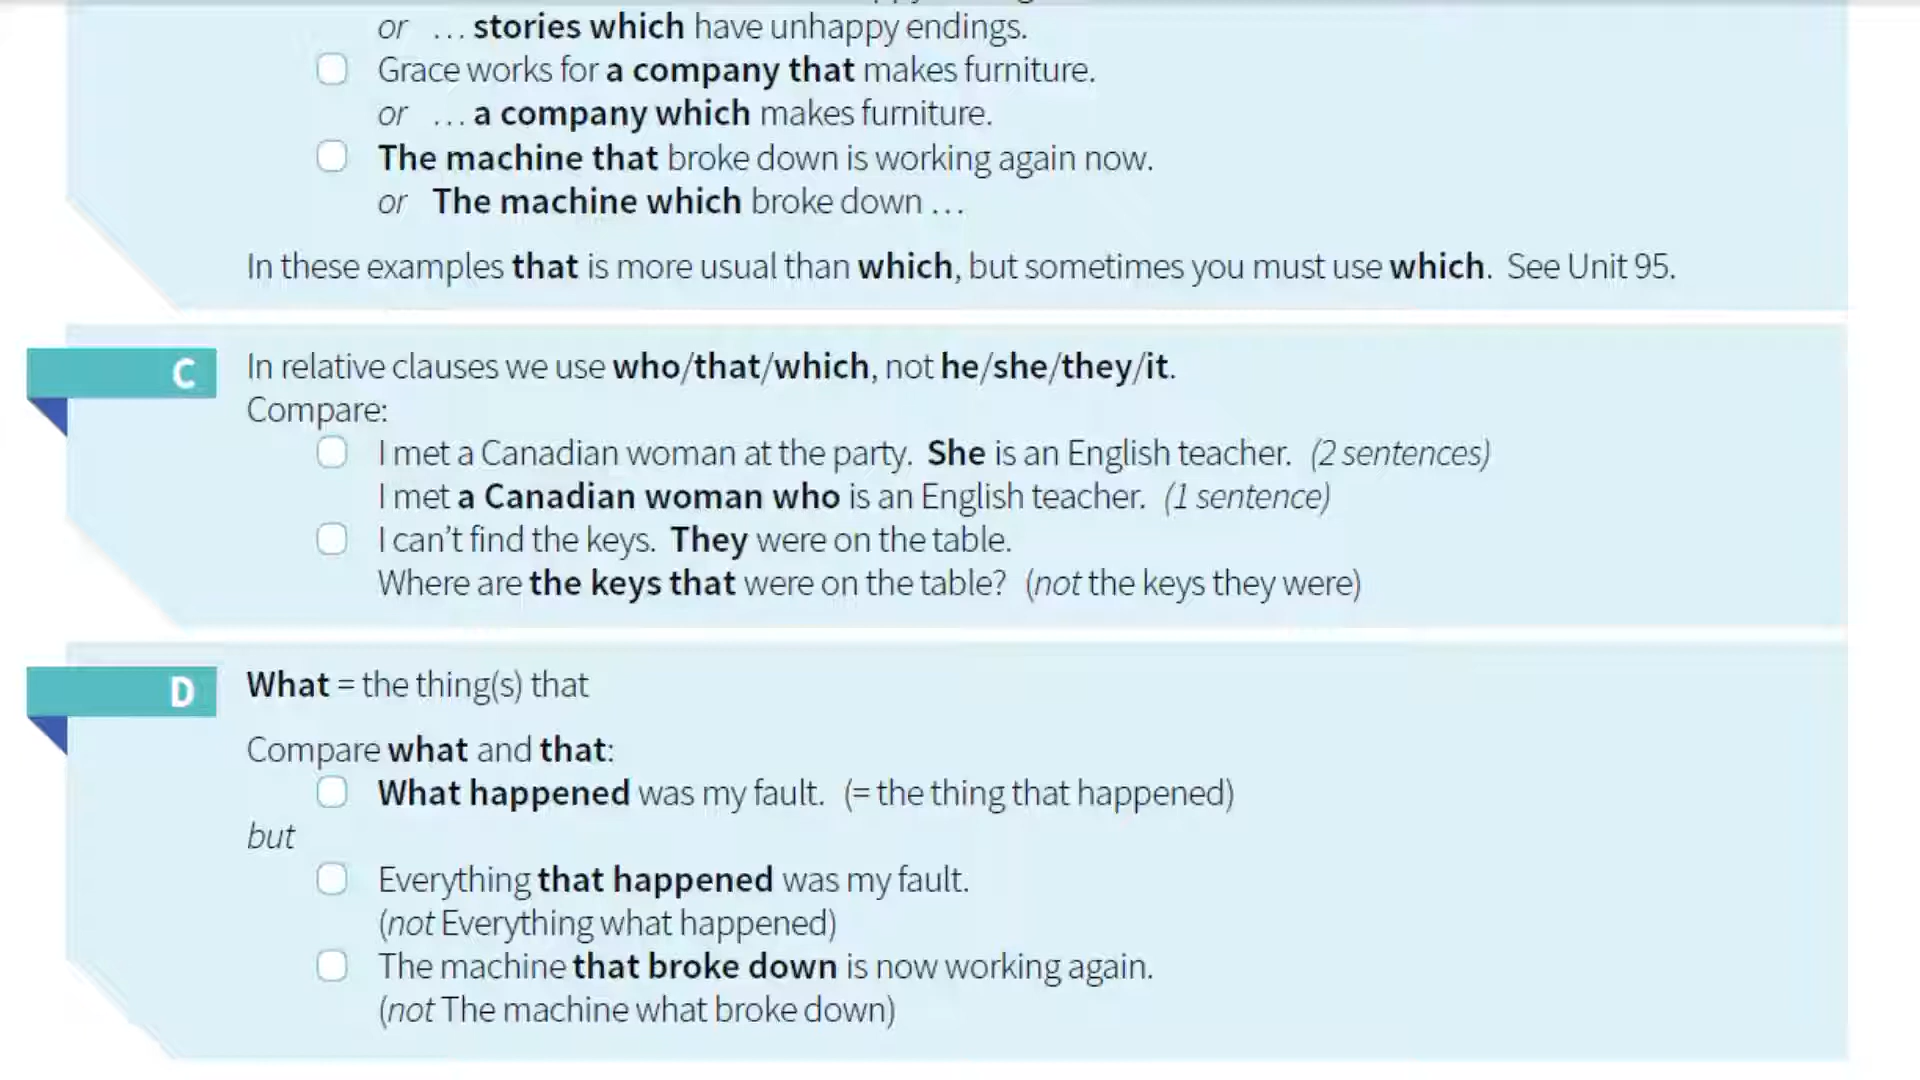 or ... stories which have unhappy endings.
Grace works for a company that makes furniture.
or ... a company which makes furniture.
The machine that broke down is working again now.
or The machine which broke down ...
In these examples that is more usual than which, but sometimes you must use which. See Unit 95.
C In relative clauses we use who/that/which, not he/she/they/it.
Compare:
I met a Canadian woman at the party. She is an English teacher. (2 sentences)
I met a Canadian woman who is an English teacher. (1 sentence)
I can't find the keys. They were on the table.
Where are the keys that were on the table? (not the keys they were)
D What = the thing(s) that
Compare what and that:
What happened was my fault. (= the thing that happened)
but
Everything that happened was my fault.
(not Everything what happened)
The machine that broke down is now working again.
(not The machine what broke down)